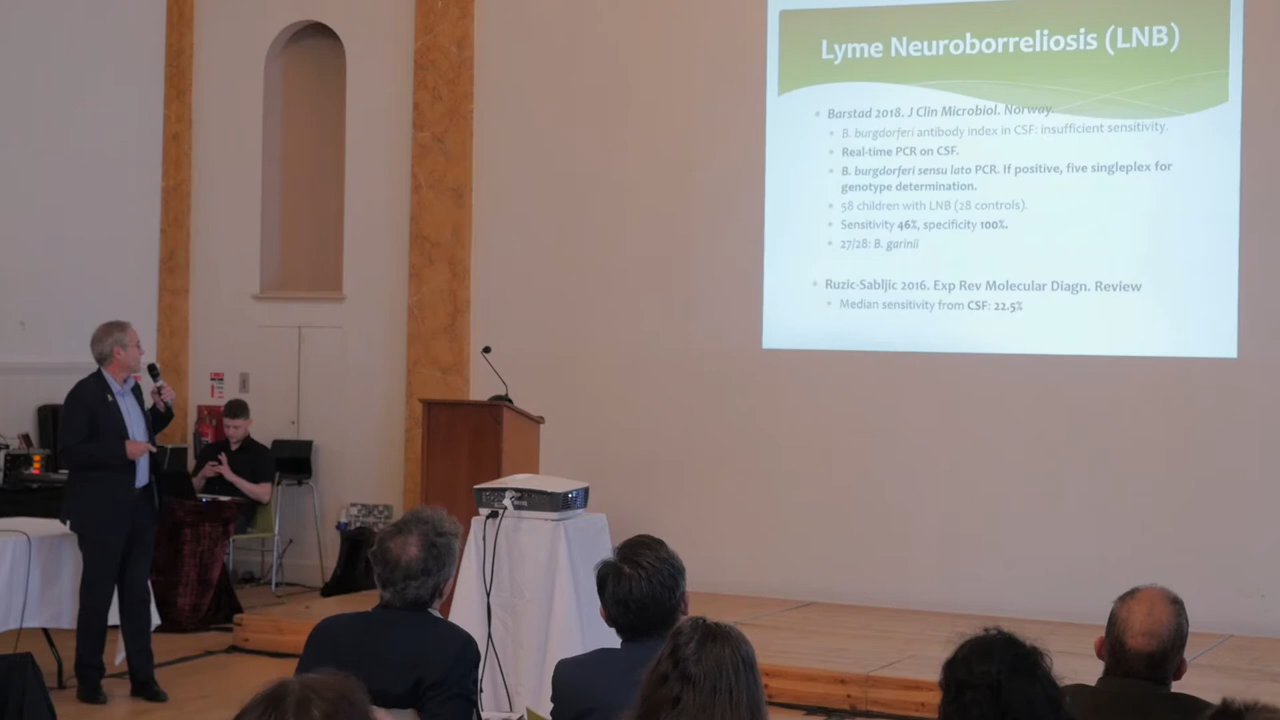 Lyme Neuroborreliosis (LNB)
Barstad 2018. J Clin Microbiol. Norway.
B. burgdorferi antibody index in CSF: insufficient sensitivity.
Real-time PCR on CSF.
B. burgdorferi sensu lato PCR. If positive, five singleplex for
genotype determination.
58 children with LNB (28 controls).
Sensitivity 46%, specificity 100%.
27/28: B. garinii
Ruzic-Sabljic 2016. Exp Rev Molecular Diagn. Review
Median sensitivity from CSF: 22.5%